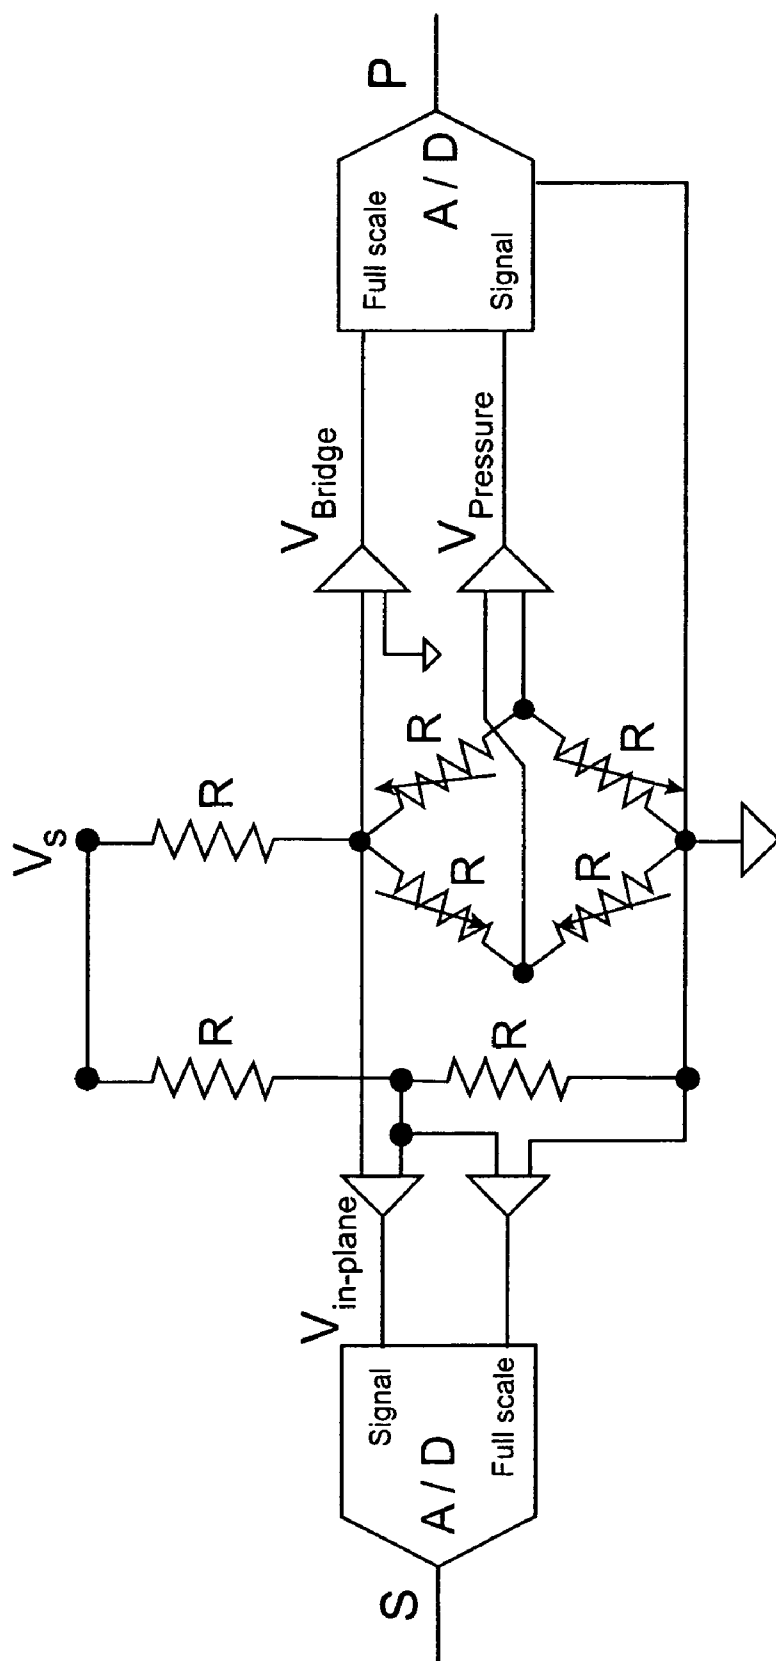 V_s
R
R
V_in-plane
Signal
Full scale
A / D
S
R
R
R
R
R
V_Bridge
V_Pressure
Full scale
Signal
A / D
P